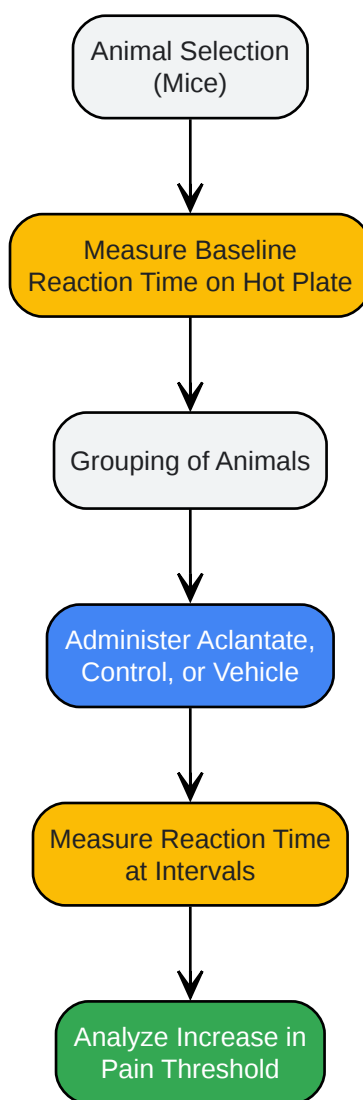 Animal Selection
(Mice)
Measure Baseline
Reaction Time on Hot Plate
Grouping of Animals
Administer Aclantate,
Control, or Vehicle
Measure Reaction Time
at Intervals
Analyze Increase in
Pain Threshold